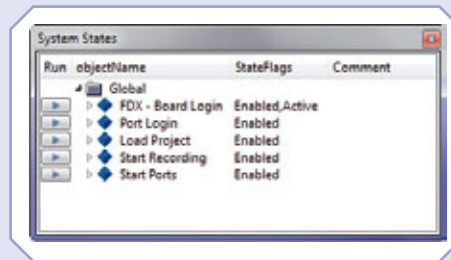 System States
Run objectName StateFlags Comment
Global
FDX - Board Login Enabled,Active
Port Login Enabled
Load Project Enabled
Start Recording Enabled
Start Ports Enabled